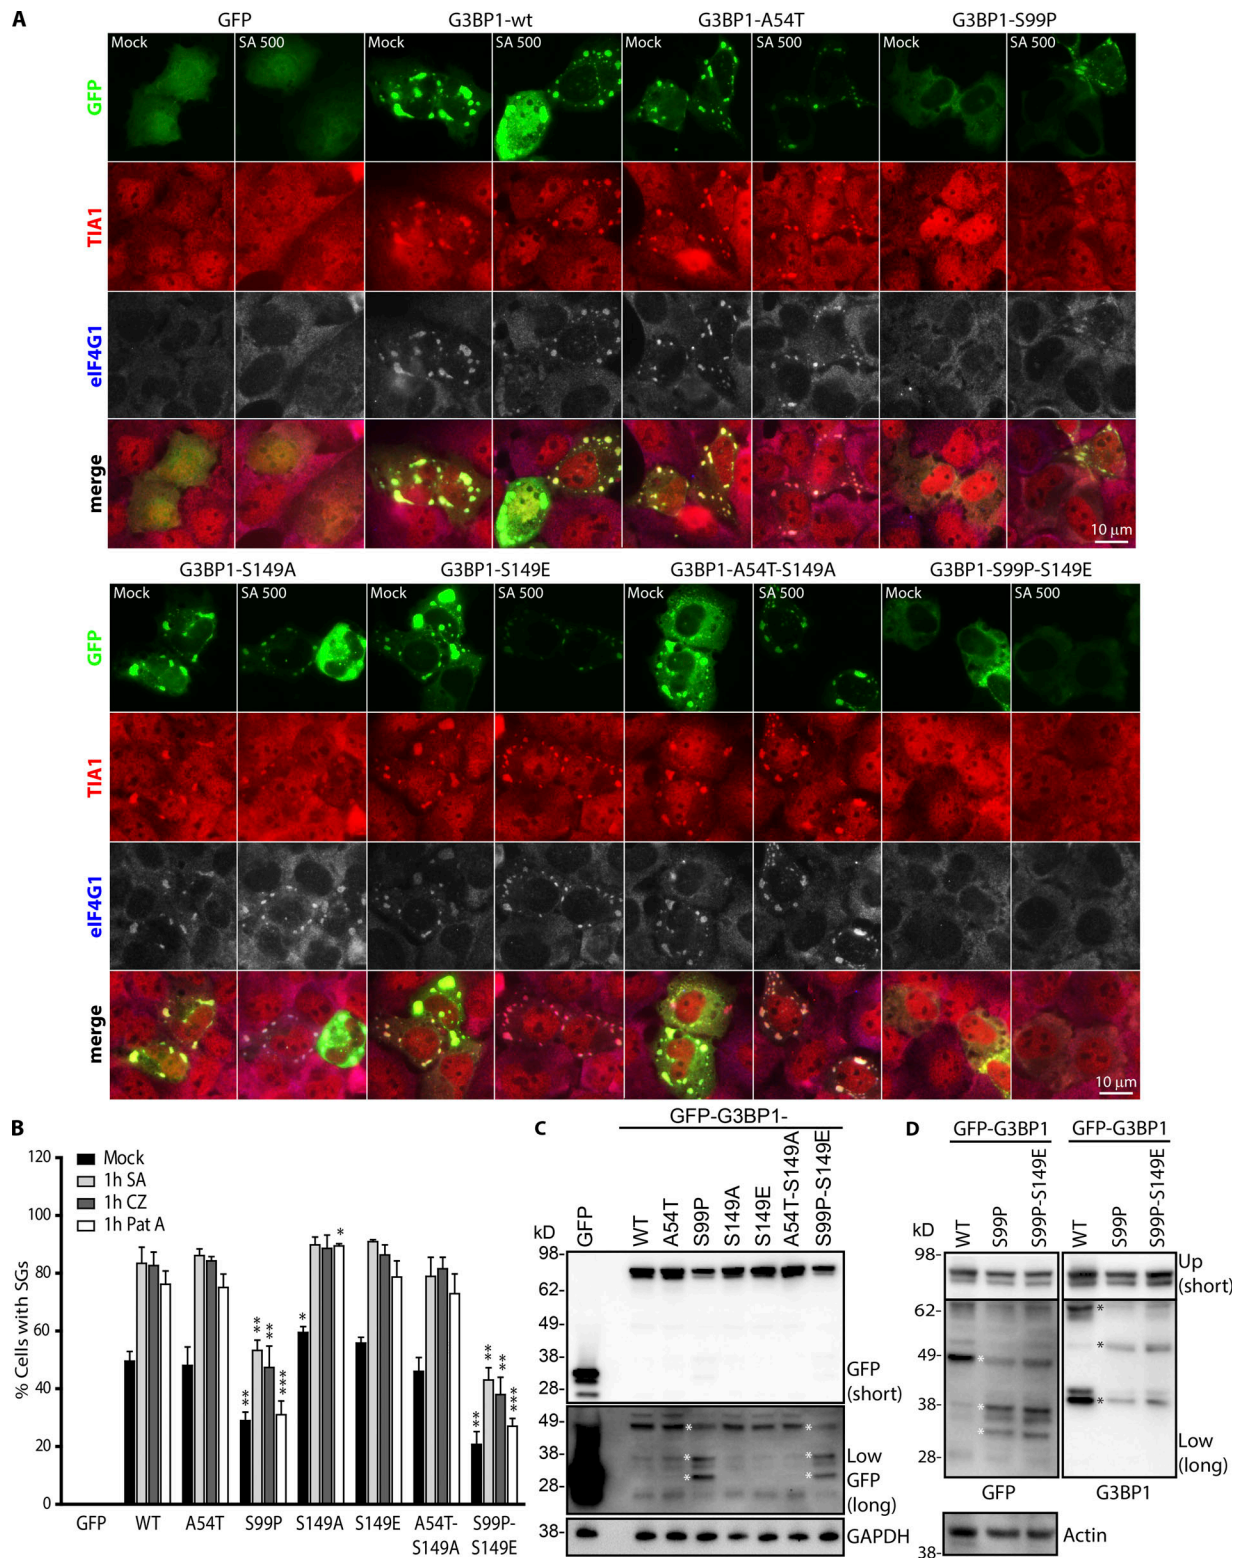 A
GFP G3BP1-wt G3BP1-A54T G3BP1-S99P
Mock SA 500 Mock SA 500 Mock SA 500 Mock SA 500
GFP
TIA1
eIF4G1
merge
10 μm
G3BP1-S149A G3BP1-S149E G3BP1-A54T-S149A G3BP1-S99P-S149E
Mock SA 500 Mock SA 500 Mock SA 500 Mock SA 500
GFP
TIA1
eIF4G1
merge
10 μm
B
% Cells with SGs
120
100
80
60
40
20
0
Mock
1h SA
1h CZ
1h Pat A
** ** ** *** * * ** ** ** ***
GFP WT A54T S99P S149A S149E A54T-S149A S99P-S149E
C
GFP-G3BP1-
kD GFP WT A54T S99P S149A S149E A54T-S149A S99P-S149E
98-
62-
49-
38-
28-
GFP
(short)
49-
38-
28-
* * * * * *
Low
GFP
(long)
38-
GAPDH
D
GFP-G3BP1 GFP-G3BP1
kD WT S99P S99P-S149E WT S99P S99P-S149E
98-
Up
(short)
62-
49-
38-
28-
* * * * * *
Low
(long)
GFP G3BP1
38-
Actin